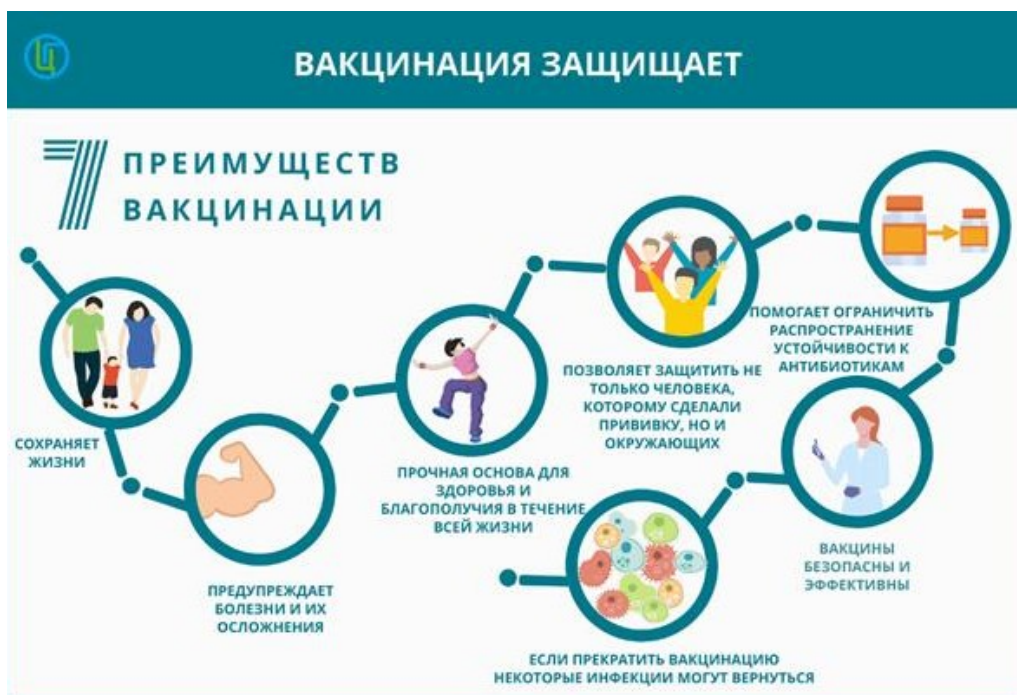 ВАКЦИНАЦИЯ ЗАЩИЩАЕТ
7 ПРЕИМУЩЕСТВ
ВАКЦИНАЦИИ
СОХРАНЯЕТ
ЖИЗНИ
ПРЕДУПРЕЖДАЕТ
БОЛЕЗНИ И ИХ
ОСЛОЖНЕНИЯ
ПРОЧНАЯ ОСНОВА ДЛЯ
ЗДОРОВЬЯ И
БЛАГОПОЛУЧИЯ В ТЕЧЕНИЕ
ВСЕЙ ЖИЗНИ
ПОЗВОЛЯЕТ ЗАЩИТИТЬ НЕ
ТОЛЬКО ЧЕЛОВЕКА,
КОТОРОМУ СДЕЛАЛИ
ПРИВИВКУ, НО И
ОКРУЖАЮЩИХ
ПОМОГАЕТ ОГРАНИЧИТЬ
РАСПРОСТРАНЕНИЕ
УСТОЙЧИВОСТИ К
АНТИБИОТИКАМ
ВАКЦИНЫ
БЕЗОПАСНЫ И
ЭФФЕКТИВНЫ
ЕСЛИ ПРЕКРАТИТЬ ВАКЦИНАЦИЮ
НЕКОТОРЫЕ ИНФЕКЦИИ МОГУТ ВЕРНУТЬСЯ